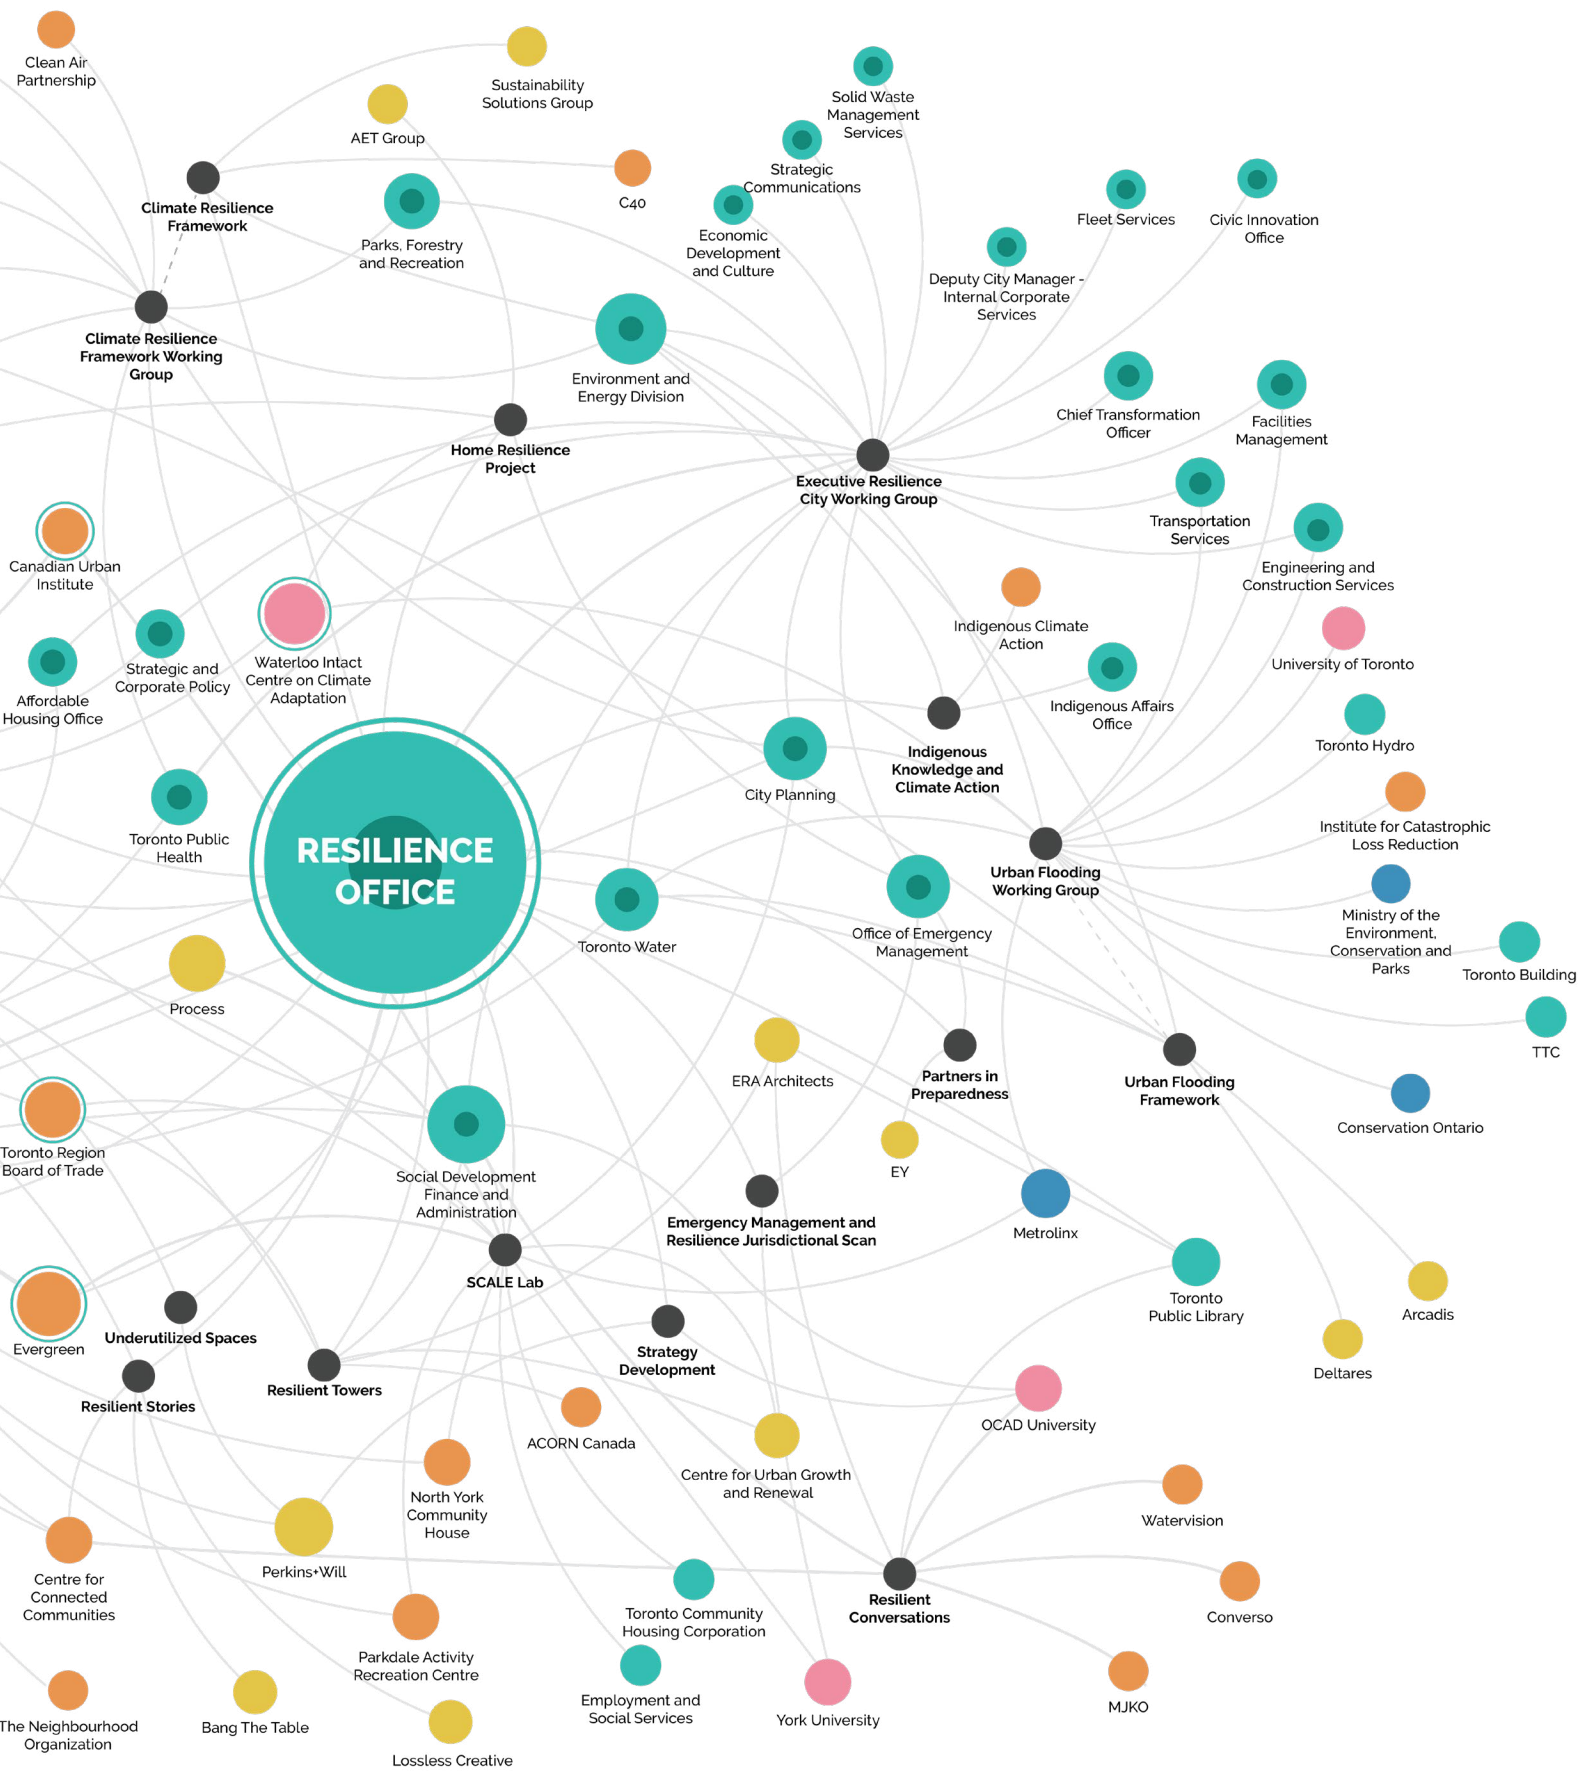 Clean Air
Partnership
Sustainability
Solutions Group
AET Group
Solid Waste
Management
Services
Strategic
Communications
C40
Climate Resilience
Framework
Parks, Forestry
and Recreation
Economic
Development
and Culture
Fleet Services
Civic Innovation
Office
Deputy City Manager -
Internal Corporate
Services
Climate Resilience
Framework Working
Group
Environment and
Energy Division
Chief Transformation
Officer
Facilities
Management
Home Resilience
Project
Executive Resilience
City Working Group
Transportation
Services
Canadian Urban
Institute
Engineering and
Construction Services
Indigenous Climate
Action
University of Toronto
Strategic and
Corporate Policy
Waterloo Intact
Centre on Climate
Adaptation
Affordable
Housing Office
Indigenous Affairs
Office
Toronto Hydro
Indigenous
Knowledge and
Climate Action
City Planning
Toronto Public
Health
RESILIENCE
OFFICE
Institute for Catastrophic
Loss Reduction
Urban Flooding
Working Group
Ministry of the
Environment,
Conservation and
Parks
Toronto Water
Office of Emergency
Management
Toronto Building
Process
TTC
ERA Architects
Partners in
Preparedness
Urban Flooding
Framework
Conservation Ontario
Toronto Region
Board of Trade
EY
Social Development
Finance and
Administration
Emergency Management and
Resilience Jurisdictional Scan
Metrolinx
SCALE Lab
Toronto
Public Library
Arcadis
Underutilized Spaces
Evergreen
Strategy
Development
Deltares
Resilient Towers
Resilient Stories
OCAD University
ACORN Canada
Centre for Urban Growth
and Renewal
North York
Community
House
Watervision
Perkins+Will
Centre for
Connected
Communities
Toronto Community
Housing Corporation
Resilient
Conversations
Converso
Parkdale Activity
Recreation Centre
Employment and
Social Services
York University
MJKO
The Neighbourhood
Organization
Bang The Table
Lossless Creative